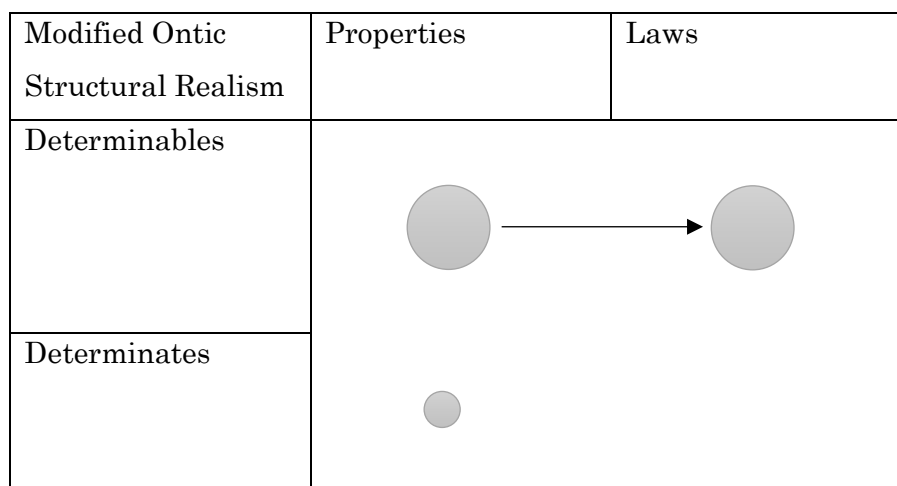 Modified Ontic
Structural Realism
Properties
Laws
Determinables
Determinates